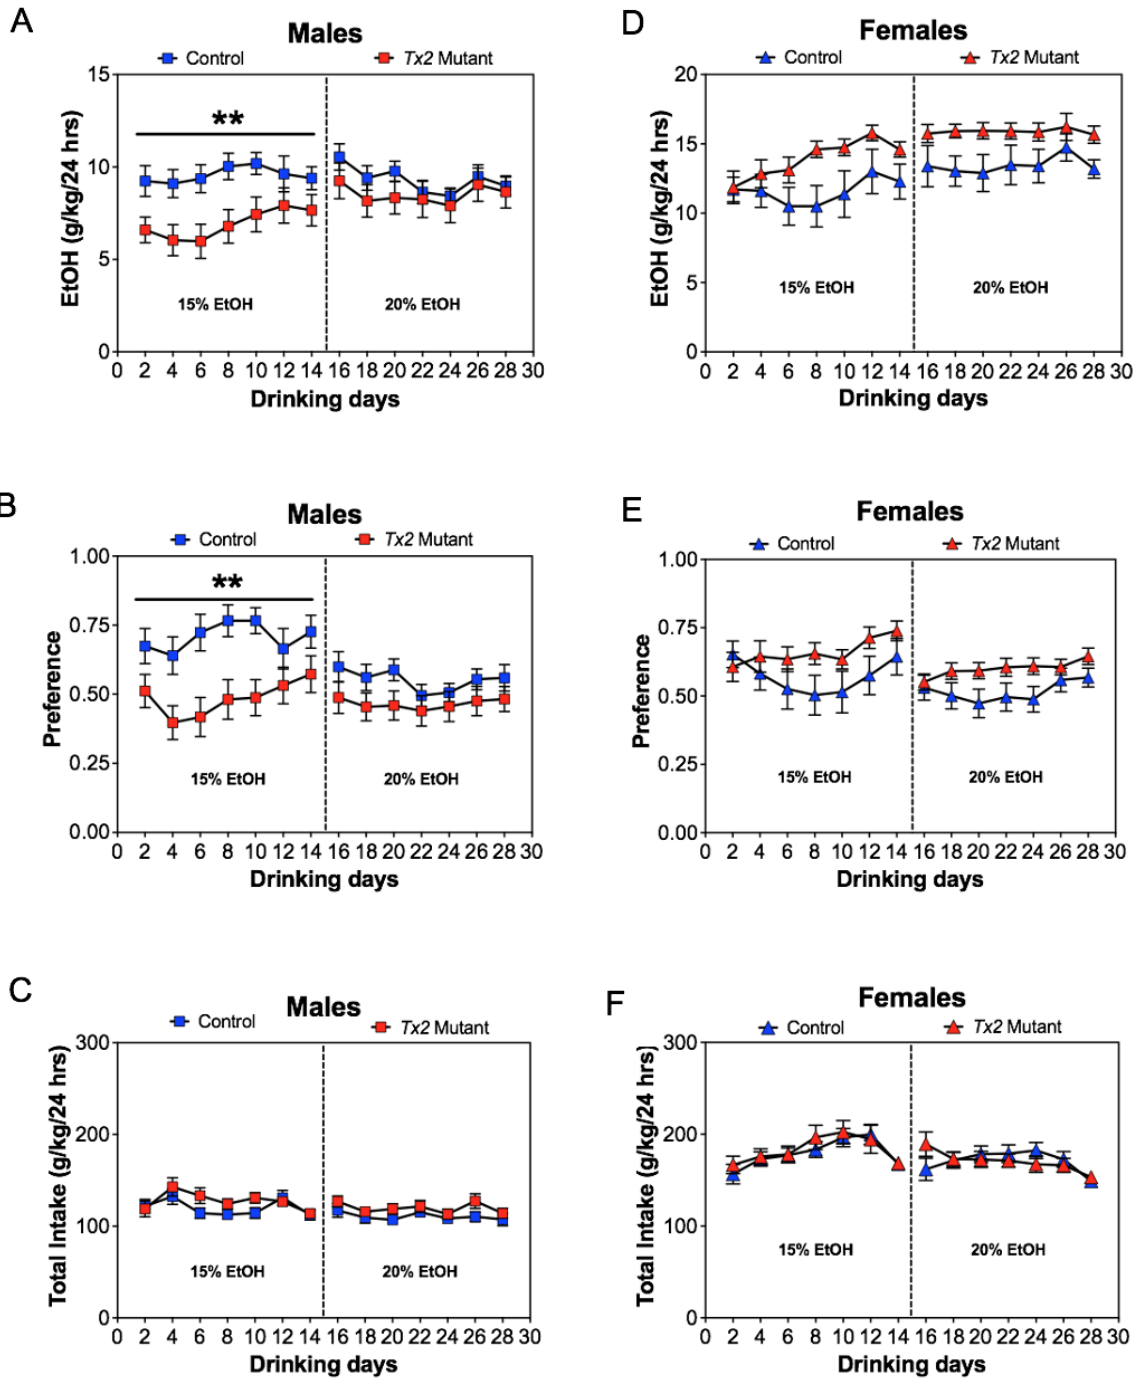 A
Males
Control
Tx2 Mutant
EtOH (g/kg/24 hrs)
15
10
5
0
**
15% EtOH
20% EtOH
0 2 4 6 8 10 12 14 16 18 20 22 24 26 28 30
Drinking days
D
Females
Control
Tx2 Mutant
EtOH (g/kg/24 hrs)
20
15
10
5
0
15% EtOH
20% EtOH
0 2 4 6 8 10 12 14 16 18 20 22 24 26 28 30
Drinking days
B
Males
Control
Tx2 Mutant
Preference
1.00
0.75
0.50
0.25
0.00
**
15% EtOH
20% EtOH
0 2 4 6 8 10 12 14 16 18 20 22 24 26 28 30
Drinking days
E
Females
Control
Tx2 Mutant
Preference
1.00
0.75
0.50
0.25
0.00
15% EtOH
20% EtOH
0 2 4 6 8 10 12 14 16 18 20 22 24 26 28 30
Drinking days
C
Males
Control
Tx2 Mutant
Total Intake (g/kg/24 hrs)
300
200
100
0
15% EtOH
20% EtOH
0 2 4 6 8 10 12 14 16 18 20 22 24 26 28 30
Drinking days
F
Females
Control
Tx2 Mutant
Total Intake (g/kg/24 hrs)
300
200
100
0
15% EtOH
20% EtOH
0 2 4 6 8 10 12 14 16 18 20 22 24 26 28 30
Drinking days